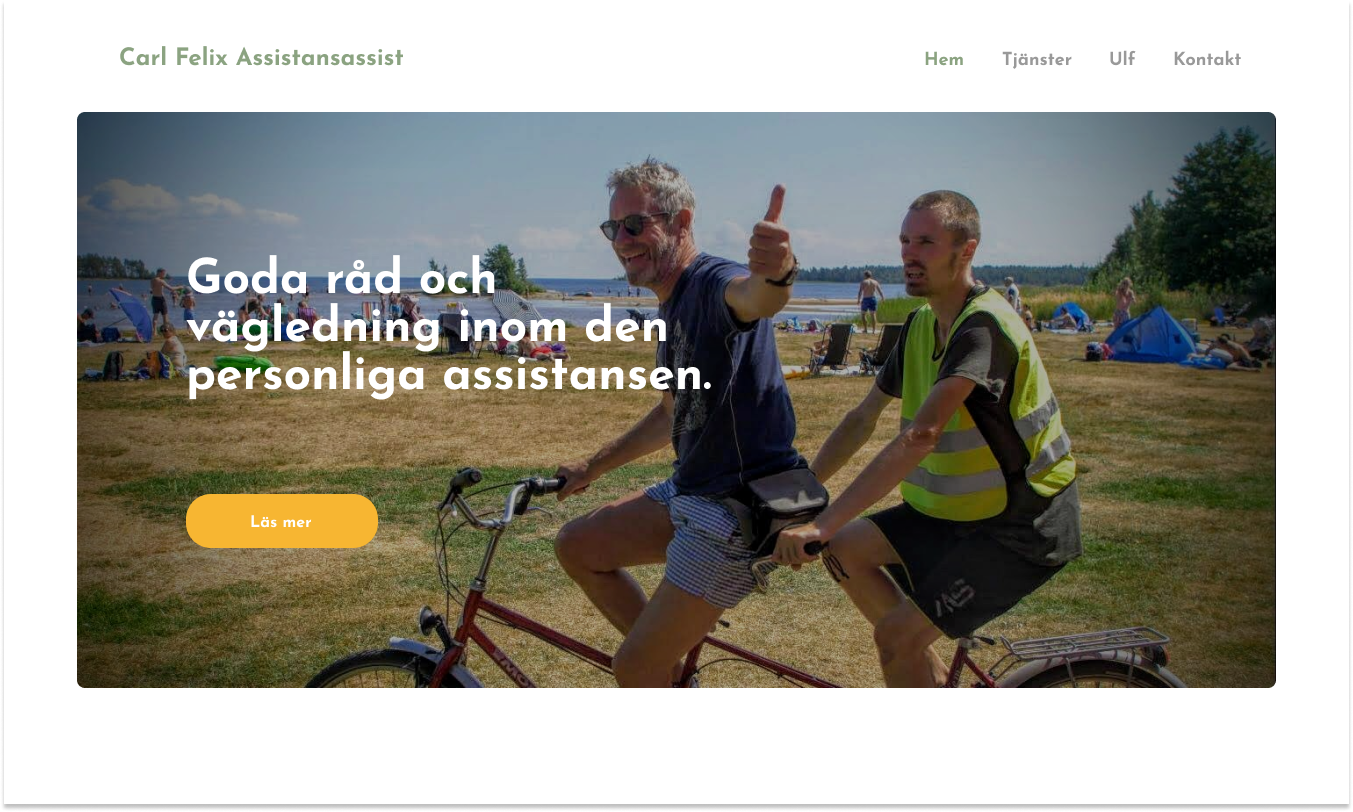 Carl Felix Assistansassist
Hem Tjänster Ulf Kontakt
Goda råd och
vägledning inom den
personliga assistansen.
Läs mer